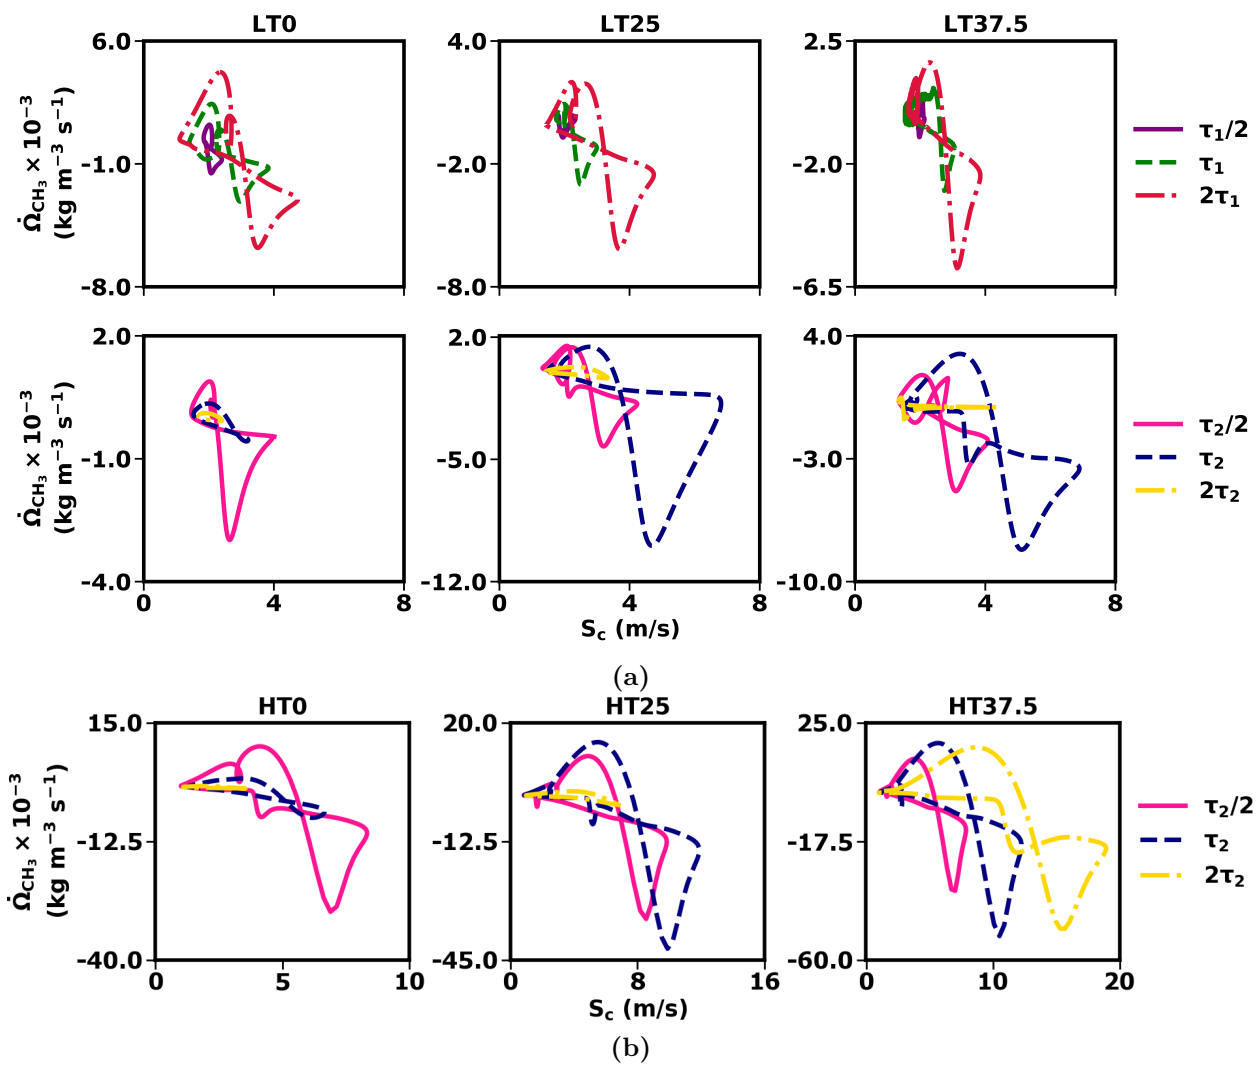 LT0 LT25 LT37.5
6.0 4.0 2.5
-1.0 -2.0 -2.0
-8.0 -8.0 -6.5
Ω̇CH₃ × 10⁻³
(kg m⁻³ s⁻¹)
τ₁/2
τ₁
2τ₁
2.0 2.0 4.0
-1.0 -5.0 -3.0
-4.0 -12.0 -10.0
Ω̇CH₃ × 10⁻³
(kg m⁻³ s⁻¹)
τ₂/2
τ₂
2τ₂
0 4 8 0 4 8 0 4 8
S_c (m/s)
(a)
HT0 HT25 HT37.5
15.0 20.0 25.0
-12.5 -12.5 -17.5
-40.0 -45.0 -60.0
Ω̇CH₃ × 10⁻³
(kg m⁻³ s⁻¹)
τ₂/2
τ₂
2τ₂
0 5 10 0 8 16 0 10 20
S_c (m/s)
(b)